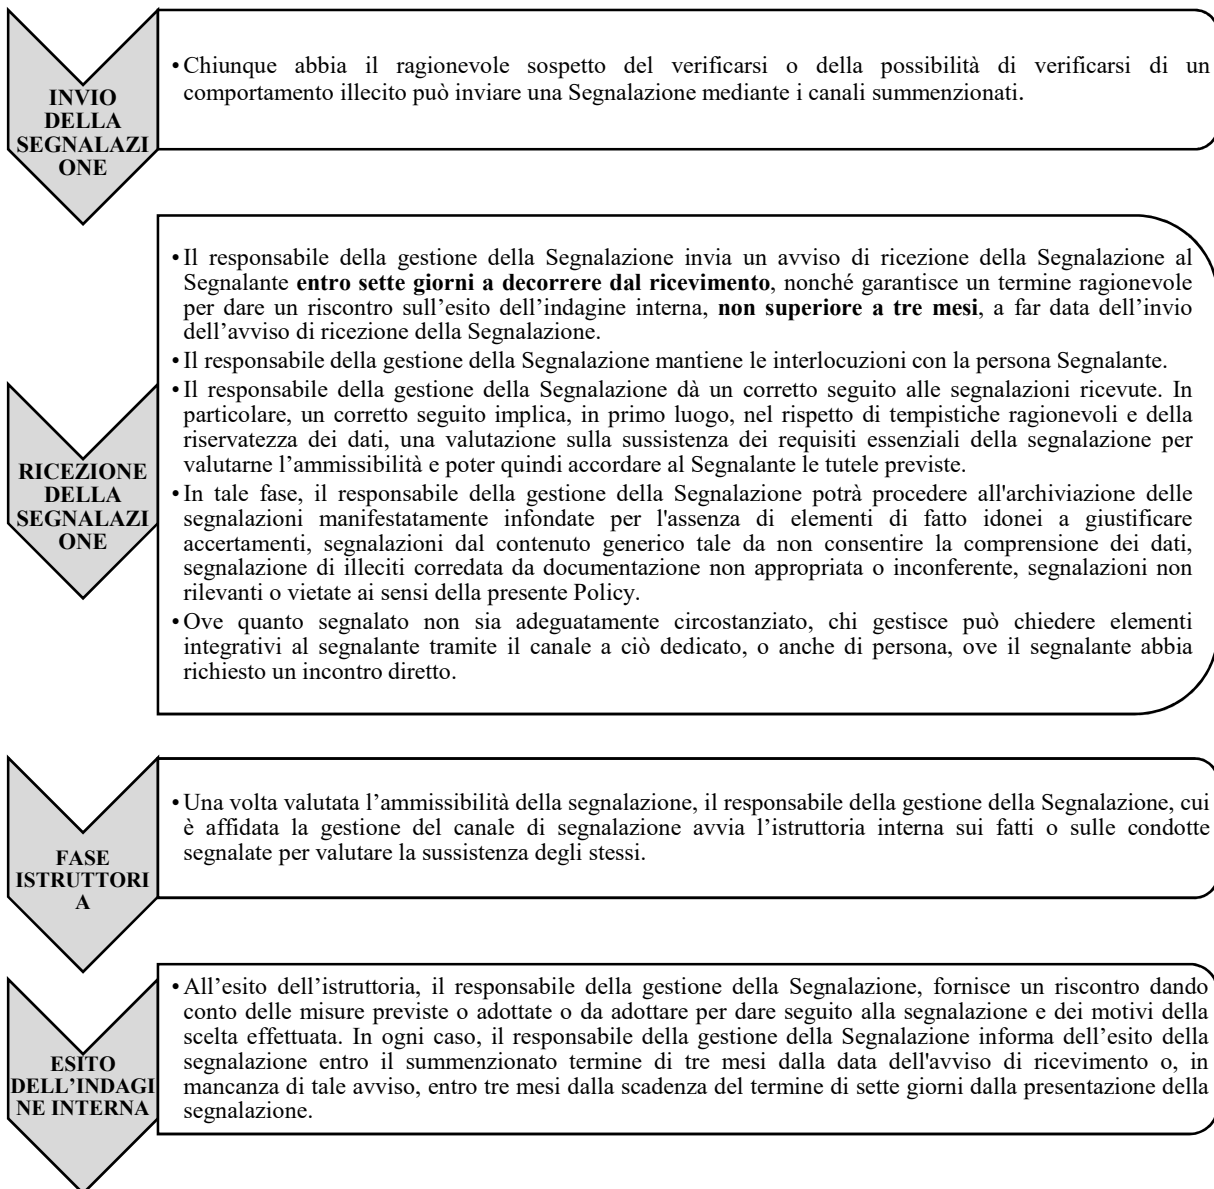 INVIO
DELLA
SEGNALAZI
ONE
•Chiunque abbia il ragionevole sospetto del verificarsi o della possibilità di verificarsi di un
comportamento illecito può inviare una Segnalazione mediante i canali summenzionati.
RICEZIONE
DELLA
SEGNALAZI
ONE
•Il responsabile della gestione della Segnalazione invia un avviso di ricezione della Segnalazione al
Segnalante entro sette giorni a decorrere dal ricevimento, nonché garantisce un termine ragionevole
per dare un riscontro sull’esito dell’indagine interna, non superiore a tre mesi, a far data dell’invio
dell’avviso di ricezione della Segnalazione.
•Il responsabile della gestione della Segnalazione mantiene le interlocuzioni con la persona Segnalante.
•Il responsabile della gestione della Segnalazione dà un corretto seguito alle segnalazioni ricevute. In
particolare, un corretto seguito implica, in primo luogo, nel rispetto di tempistiche ragionevoli e della
riservatezza dei dati, una valutazione sulla sussistenza dei requisiti essenziali della segnalazione per
valutarne l’ammissibilità e poter quindi accordare al Segnalante le tutele previste.
•In tale fase, il responsabile della gestione della Segnalazione potrà procedere all'archiviazione delle
segnalazioni manifestatamente infondate per l'assenza di elementi di fatto idonei a giustificare
accertamenti, segnalazioni dal contenuto generico tale da non consentire la comprensione dei dati,
segnalazione di illeciti corredata da documentazione non appropriata o inconferente, segnalazioni non
rilevanti o vietate ai sensi della presente Policy.
•Ove quanto segnalato non sia adeguatamente circostanziato, chi gestisce può chiedere elementi
integrativi al segnalante tramite il canale a ciò dedicato, o anche di persona, ove il segnalante abbia
richiesto un incontro diretto.
FASE
ISTRUTTORI
A
•Una volta valutata l’ammissibilità della segnalazione, il responsabile della gestione della Segnalazione, cui
è affidata la gestione del canale di segnalazione avvia l’istruttoria interna sui fatti o sulle condotte
segnalate per valutare la sussistenza degli stessi.
ESITO
DELL’INDAGI
NE INTERNA
•All’esito dell’istruttoria, il responsabile della gestione della Segnalazione, fornisce un riscontro dando
conto delle misure previste o adottate o da adottare per dare seguito alla segnalazione e dei motivi della
scelta effettuata. In ogni caso, il responsabile della gestione della Segnalazione informa dell’esito della
segnalazione entro il summenzionato termine di tre mesi dalla data dell'avviso di ricevimento o, in
mancanza di tale avviso, entro tre mesi dalla scadenza del termine di sette giorni dalla presentazione della
segnalazione.